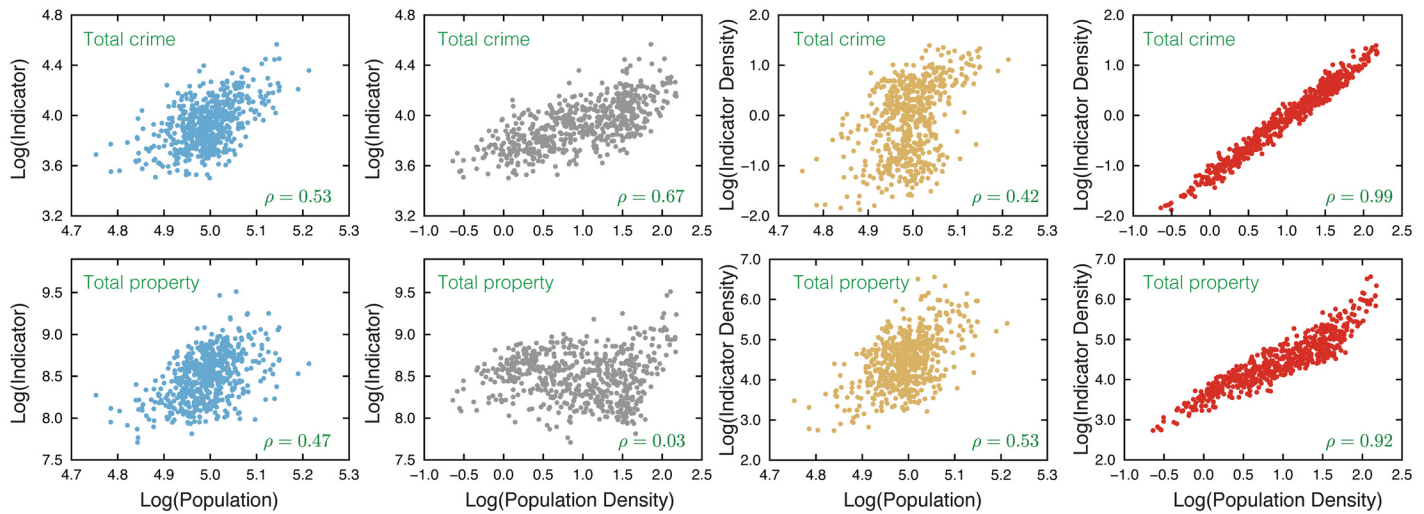 Total crime
ρ = 0.53
Log(Indicator)
4.8
4.4
4.0
3.6
3.2
4.7 4.8 4.9 5.0 5.1 5.2 5.3
Total crime
ρ = 0.67
Log(Indicator)
4.8
4.4
4.0
3.6
3.2
−1.0 −0.5 0.0 0.5 1.0 1.5 2.0 2.5
Total crime
ρ = 0.42
Log(Indicator Density)
2.0
1.0
0.0
−1.0
−2.0
4.7 4.8 4.9 5.0 5.1 5.2 5.3
Total crime
ρ = 0.99
Log(Indicator Density)
2.0
1.0
0.0
−1.0
−2.0
−1.0 −0.5 0.0 0.5 1.0 1.5 2.0 2.5
Total property
ρ = 0.47
Log(Indicator)
9.5
9.0
8.5
8.0
7.5
4.7 4.8 4.9 5.0 5.1 5.2 5.3
Log(Population)
Total property
ρ = 0.03
Log(Indicator)
9.5
9.0
8.5
8.0
7.5
−1.0 −0.5 0.0 0.5 1.0 1.5 2.0 2.5
Log(Population Density)
Total property
ρ = 0.53
Log(Indicator Density)
7.0
6.0
5.0
4.0
3.0
2.0
4.7 4.8 4.9 5.0 5.1 5.2 5.3
Log(Population)
Total property
ρ = 0.92
Log(Indicator Density)
7.0
6.0
5.0
4.0
3.0
2.0
−1.0 −0.5 0.0 0.5 1.0 1.5 2.0 2.5
Log(Population Density)